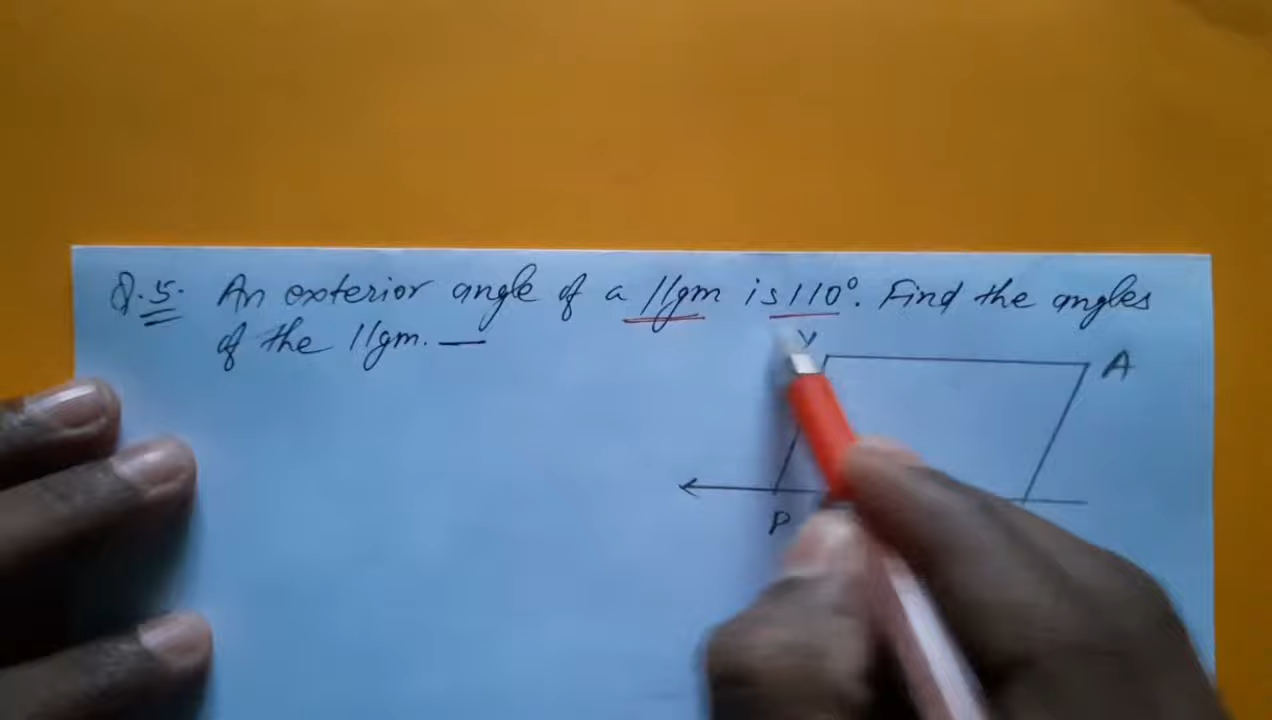 Q.5. An exterior angle of a ||gm is 110°. Find the angles
of the ||gm. —
Y
A
P